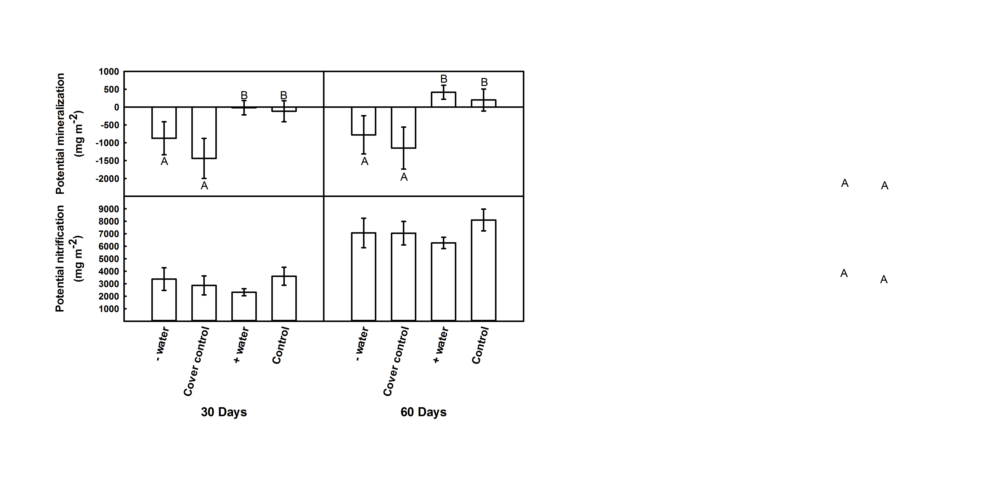 Potential mineralization
(mg m-2)
1000
500
0
-500
-1000
-1500
-2000
A
A
B
B
A
A
B
B
Potential nitrification
(mg m-2)
9000
8000
7000
6000
5000
4000
3000
2000
1000
- water
Cover control
+ water
Control
- water
Cover control
+ water
Control
30 Days
60 Days
A
A
A
A